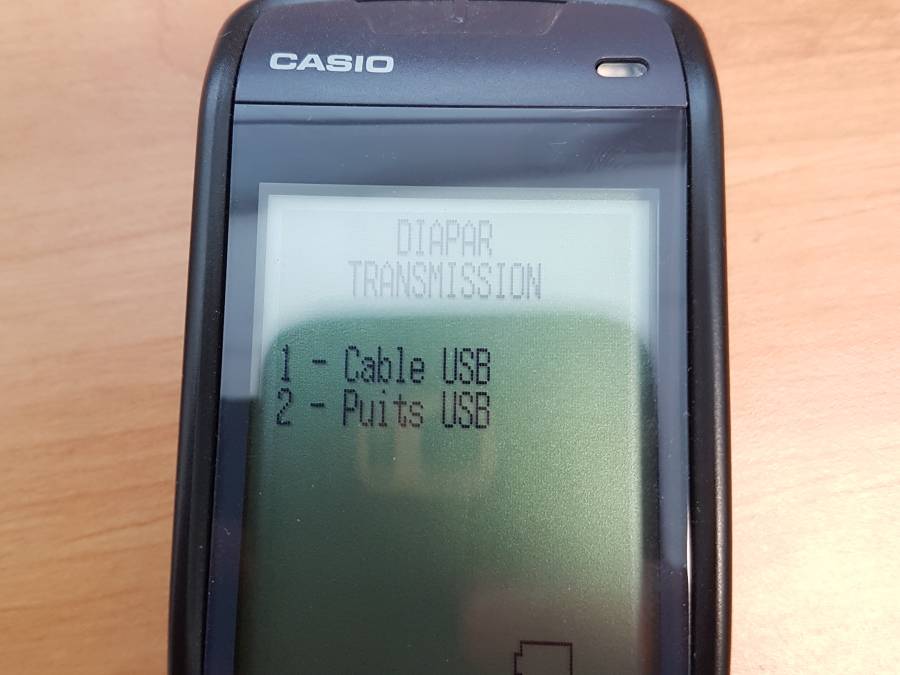 CASIO
DIAPAR
TRANSMISSION
1 - Cable USB
2 - Puits USB